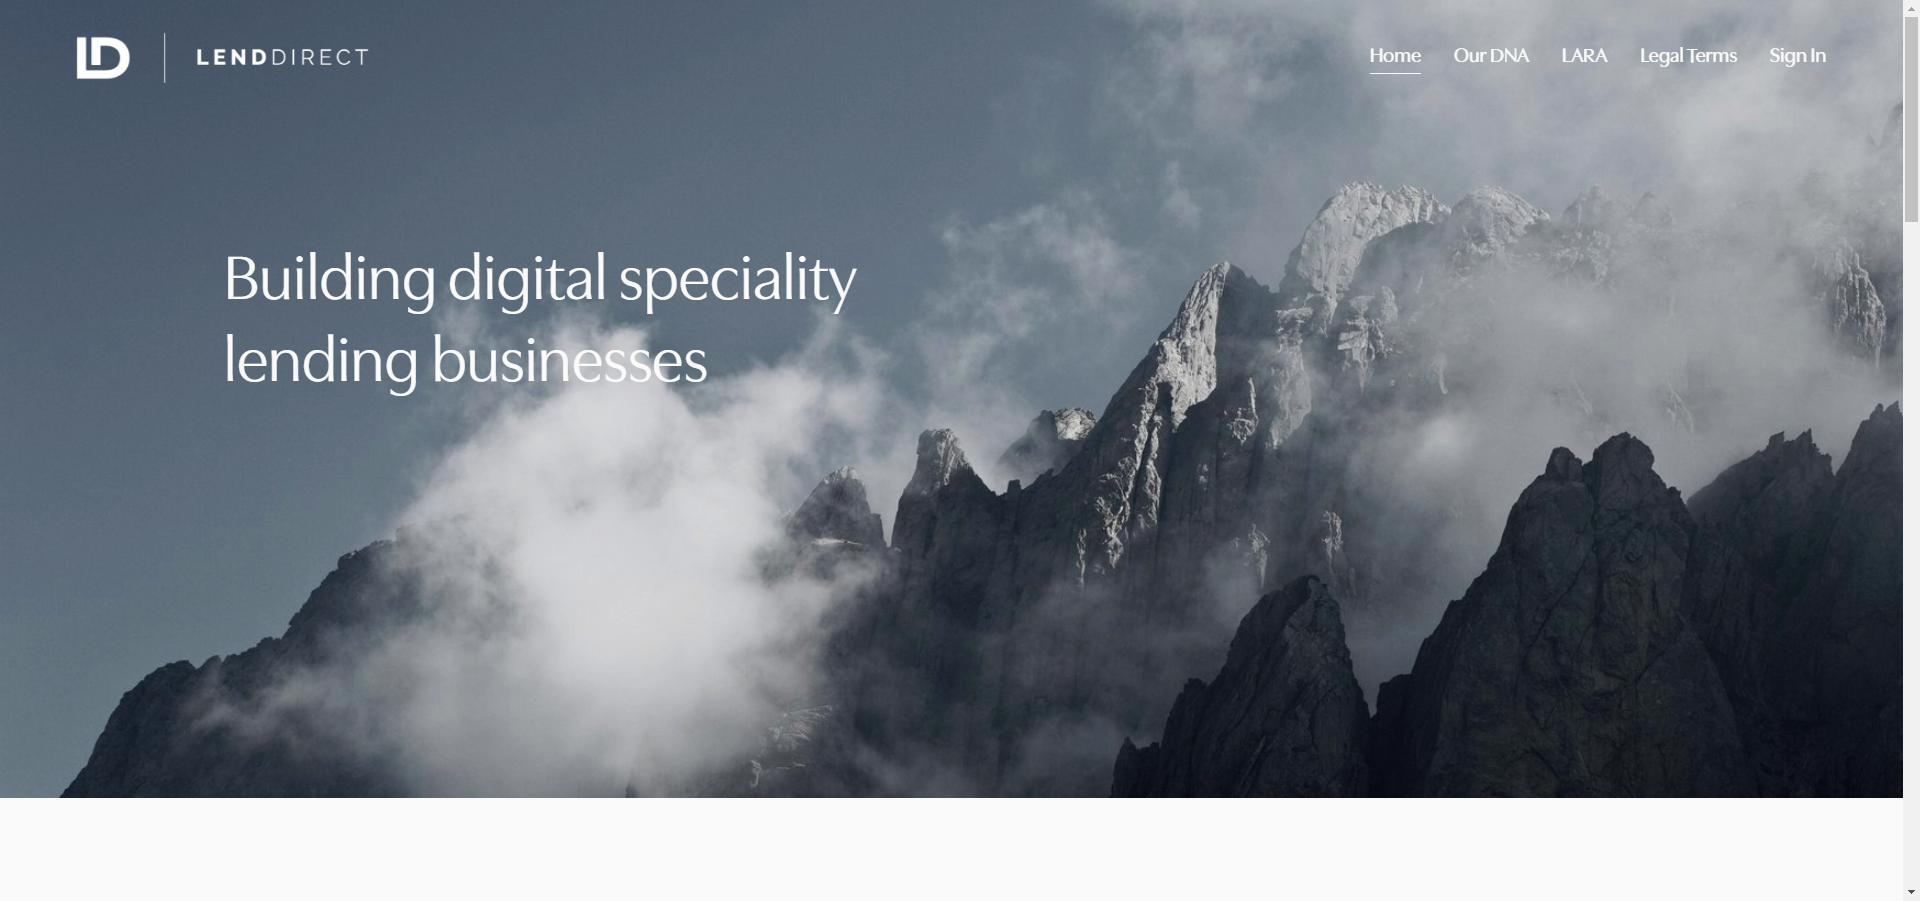 LD
LENDDIRECT
Home
Our DNA
LARA
Legal Terms
Sign In
Building digital speciality
lending businesses